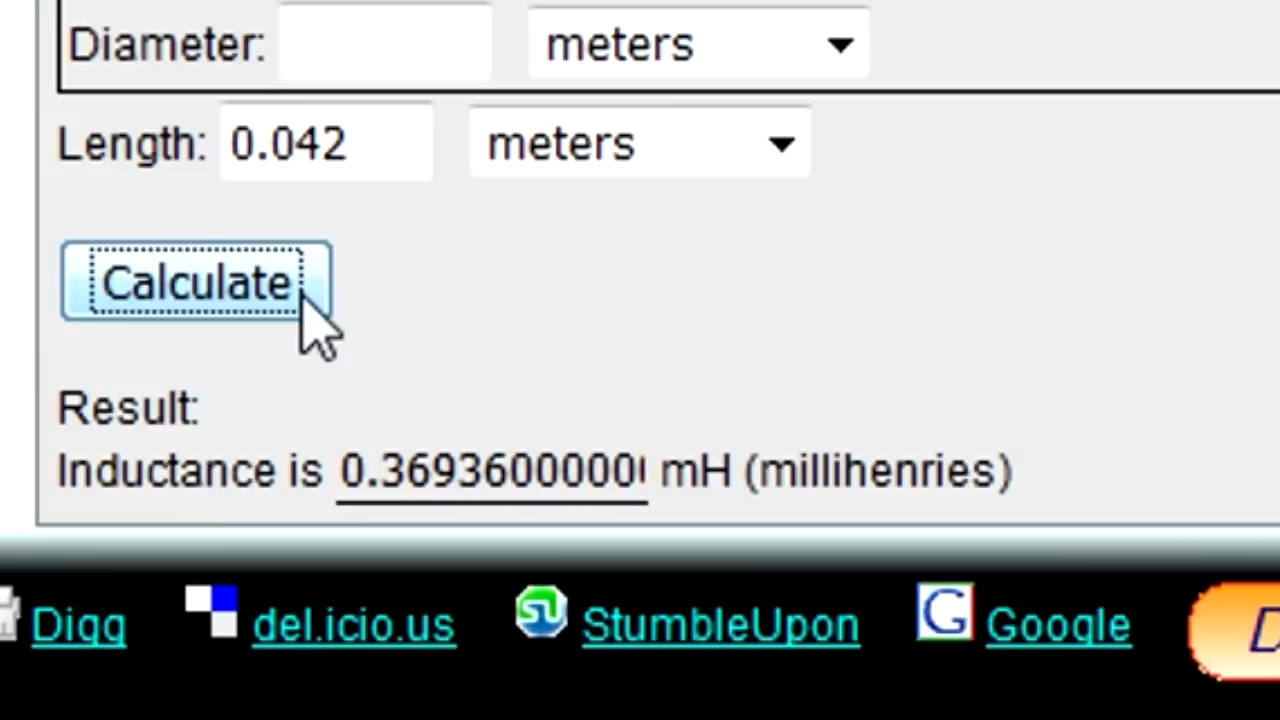 Diameter: meters
Length: 0.042 meters
Calculate
Result:
Inductance is 0.3693600000 mH (millihenries)
Digg del.icio.us StumbleUpon Google